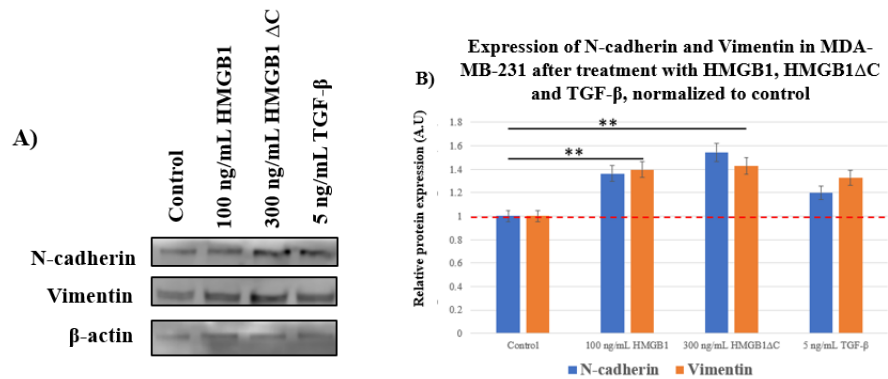 A)
Control
100 ng/mL HMGB1
300 ng/mL HMGB1 ΔC
5 ng/mL TGF-β
N-cadherin
Vimentin
β-actin
B)
Expression of N-cadherin and Vimentin in MDA-
MB-231 after treatment with HMGB1, HMGB1ΔC
and TGF-β, normalized to control
Relative protein expression (A.U)
1.8
1.6
1.4
1.2
1
0.8
0.6
0.4
0.2
0
**
**
Control
100 ng/mL HMGB1
300 ng/mL HMGB1ΔC
5 ng/mL TGF-β
N-cadherin
Vimentin